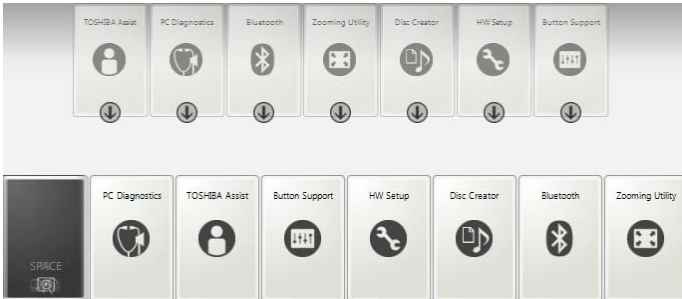 TOSHIBA Assist PC Diagnostics Bluetooth Zooming Utility Disc Creator HW Setup Button Support
PC Diagnostics TOSHIBA Assist Button Support HW Setup Disc Creator Bluetooth Zooming Utility
SPACE